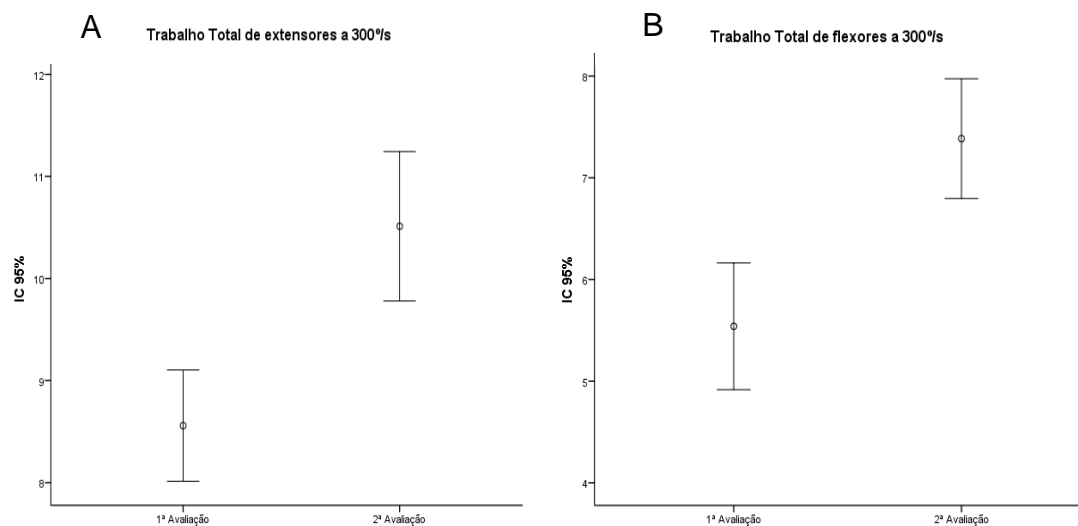 A
Trabalho Total de extensores a 300º/s
IC 95%
12
11
10
9
8
1ª Avaliação
2ª Avaliação
B
Trabalho Total de flexores a 300º/s
IC 95%
8
7
6
5
4
1ª Avaliação
2ª Avaliação